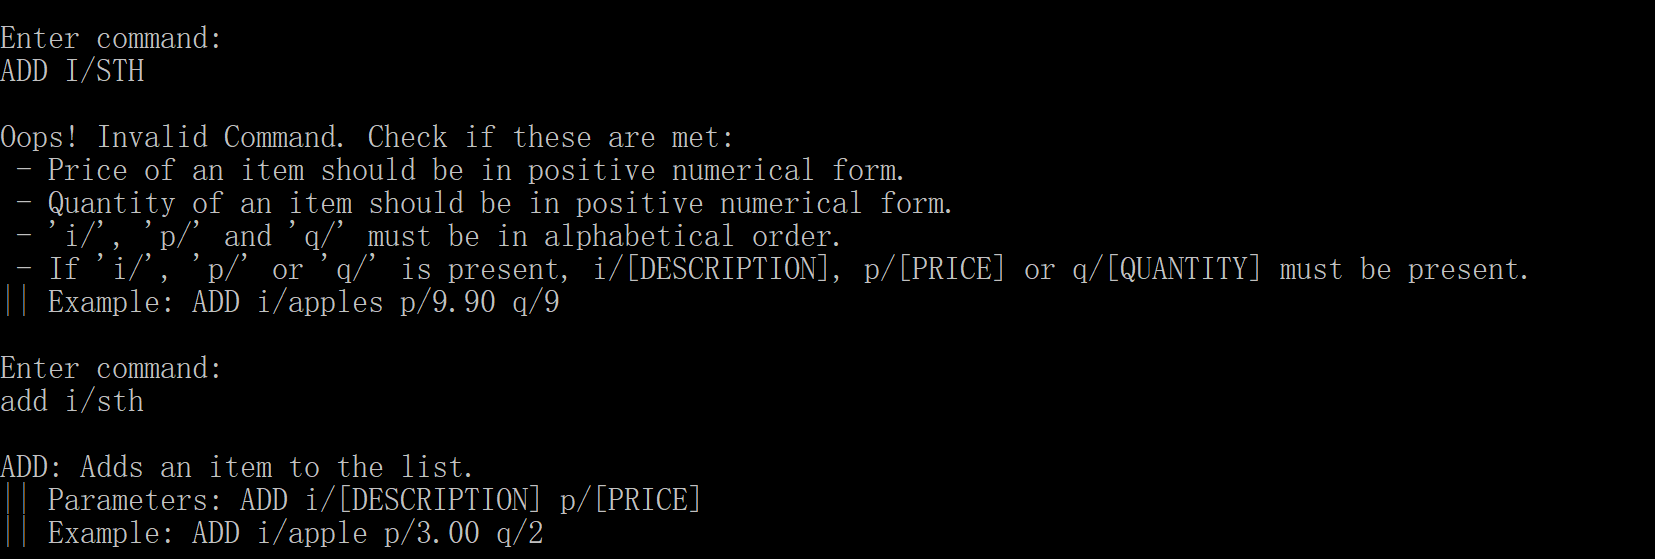 Enter command:
ADD I/STH
Oops! Invalid Command. Check if these are met:
- Price of an item should be in positive numerical form.
- Quantity of an item should be in positive numerical form.
- 'i/', 'p/' and 'q/' must be in alphabetical order.
- If 'i/', 'p/' or 'q/' is present, i/[DESCRIPTION], p/[PRICE] or q/[QUANTITY] must be present.
|| Example: ADD i/apples p/9.90 q/9
Enter command:
add i/sth
ADD: Adds an item to the list.
|| Parameters: ADD i/[DESCRIPTION] p/[PRICE]
|| Example: ADD i/apple p/3.00 q/2